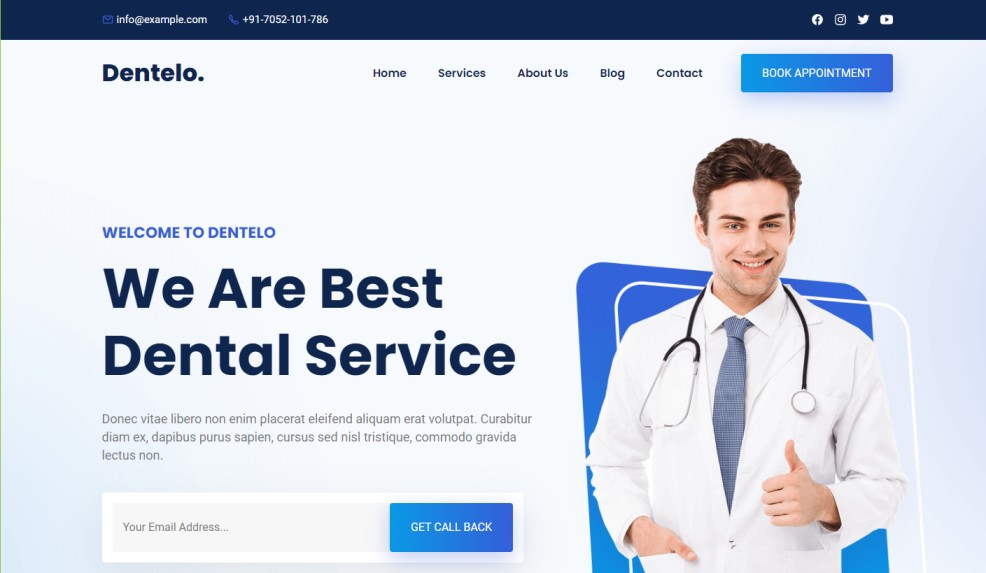 info@example.com +91-7052-101-786
Dentelo. Home Services About Us Blog Contact BOOK APPOINTMENT
WELCOME TO DENTELO
We Are Best
Dental Service
Donec vitae libero non enim placerat eleifend aliquam erat volutpat. Curabitur
diam ex, dapibus purus sapien, cursus sed nisl tristique, commodo gravida
lectus non.
Your Email Address... GET CALL BACK